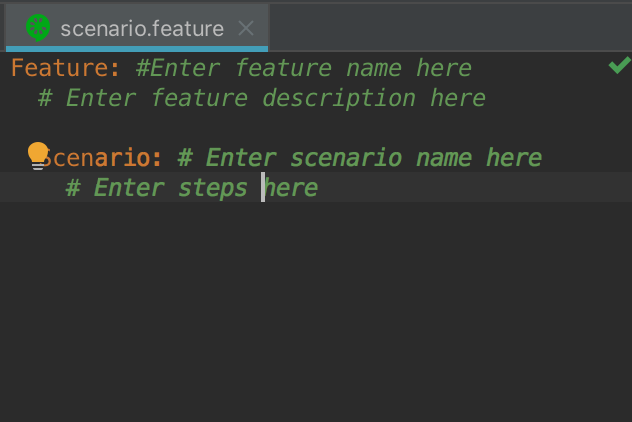 scenario.feature
Feature: #Enter feature name here
# Enter feature description here
Scenario: # Enter scenario name here
# Enter steps here